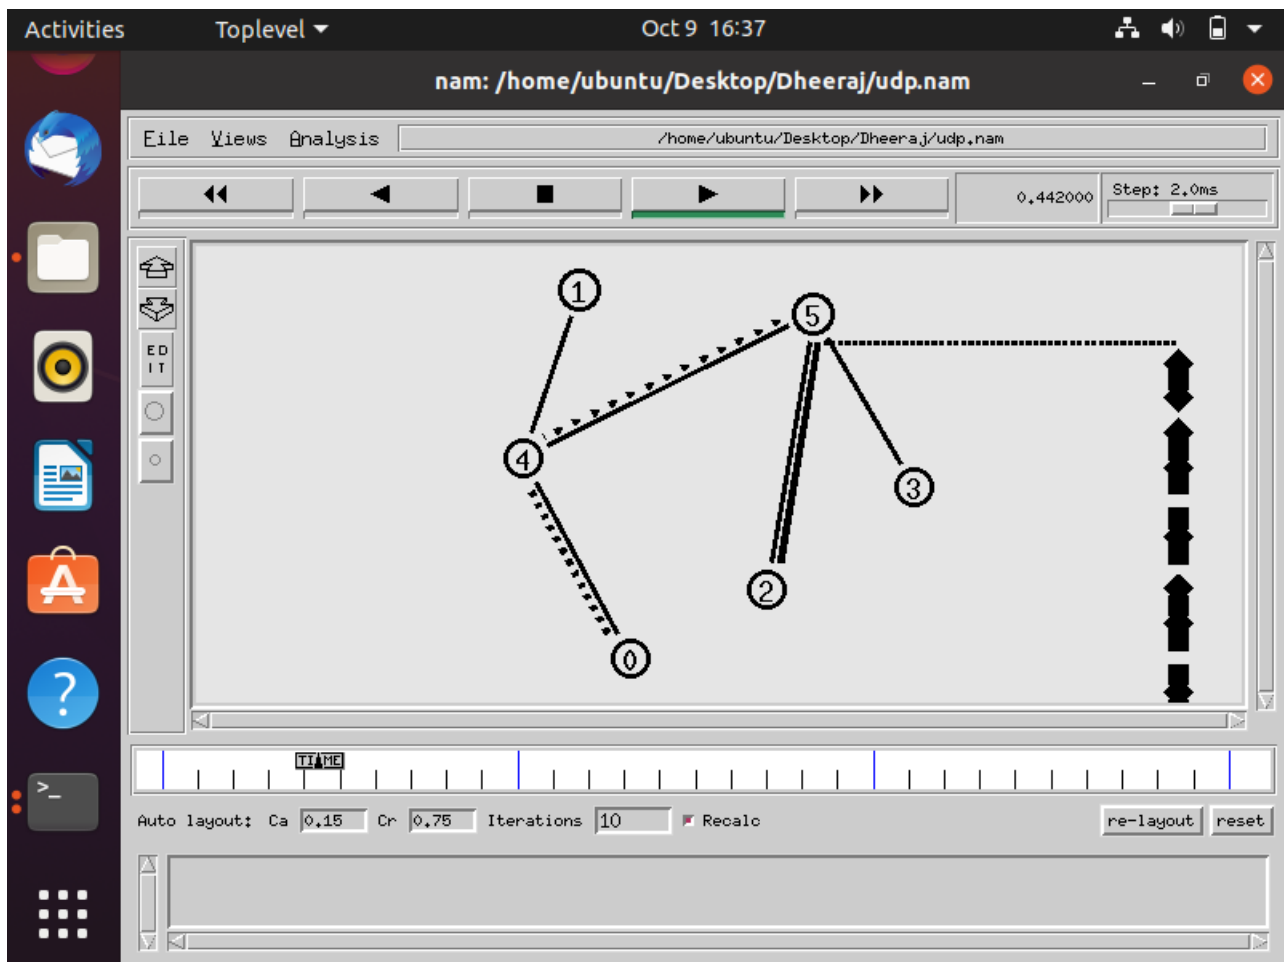 Activities Toplevel Oct 9 16:37
nam: /home/ubuntu/Desktop/Dheeraj/udp.nam
File Views Analysis /home/ubuntu/Desktop/Dheeraj/udp.nam
0.442000 Step: 2.0ms
ED
IT
1
5
4
3
2
0
TIME
Auto layout: Ca 0.15 Cr 0.75 Iterations 10 Recalc re-layout reset